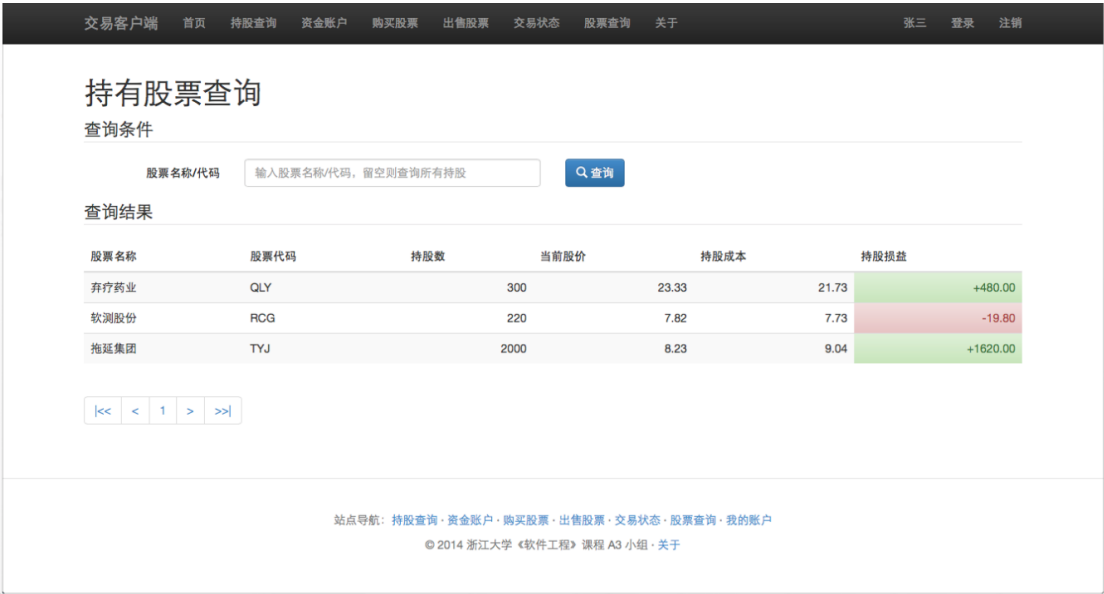 交易客户端 首页 持股查询 资金账户 购买股票 出售股票 交易状态 股票查询 关于 张三 登录 注销
持有股票查询
查询条件
股票名称/代码 输入股票名称/代码，留空则查询所有持股 查询
查询结果
股票名称 股票代码 持股数 当前股价 持股成本 持股损益
弃疗药业 QLY 300 23.33 21.73 +480.00
软测股份 RCG 220 7.82 7.73 -19.80
拖延集团 TYJ 2000 8.23 9.04 +1620.00
|<< < 1 > >>|
站点导航：持股查询 · 资金账户 · 购买股票 · 出售股票 · 交易状态 · 股票查询 · 我的账户
© 2014 浙江大学《软件工程》课程 A3 小组 · 关于